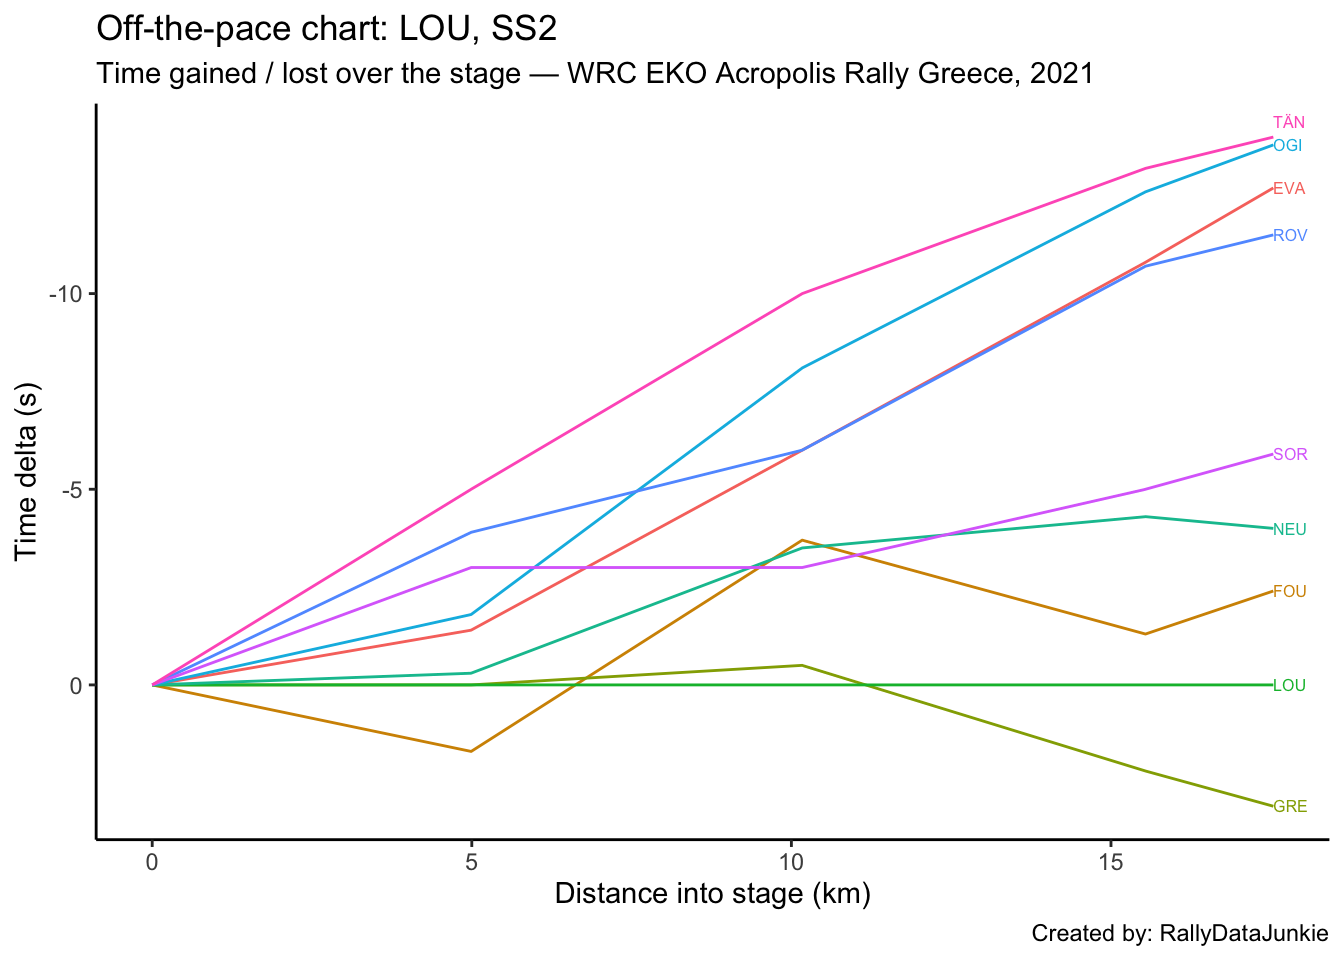 Off-the-pace chart: LOU, SS2
Time gained / lost over the stage — WRC EKO Acropolis Rally Greece, 2021
TÄN
OGI
EVA
ROV
-10
SOR
-5
NEU
FOU
0
LOU
GRE
Time delta (s)
0 5 10 15
Distance into stage (km)
Created by: RallyDataJunkie